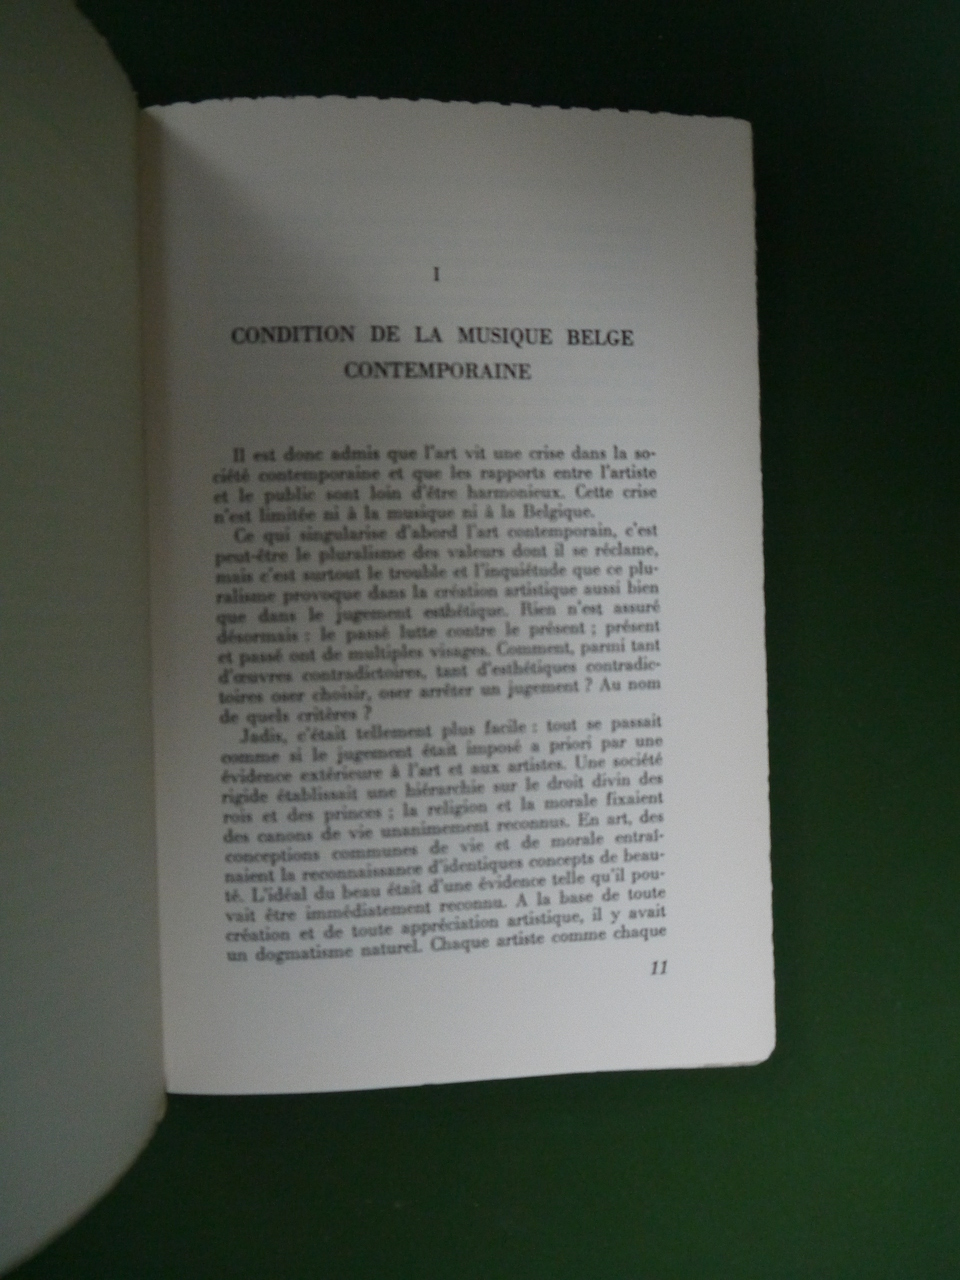 I
CONDITION DE LA MUSIQUE BELGE
CONTEMPORAINE
Il est donc admis que l'art vit une crise dans la so-
ciété contemporaine et que les rapports entre l'artiste
et le public sont loin d'être harmonieux. Cette crise
n'est limitée ni à la musique ni à la Belgique.
Ce qui singularise d'abord l'art contemporain, c'est
peut-être le pluralisme des valeurs dont il se réclame,
mais c'est surtout le trouble et l'inquiétude que ce plu-
ralisme provoque dans la création artistique aussi bien
que dans le jugement esthétique. Rien n'est assuré
désormais : le passé lutte contre le présent ; présent
et passé ont de multiples visages. Comment, parmi tant
d'œuvres contradictoires, tant d'esthétiques contradic-
toires oser choisir, oser arrêter un jugement ? Au nom
de quels critères ?
Jadis, c'était tellement plus facile : tout se passait
comme si le jugement était imposé a priori par une
évidence extérieure à l'art et aux artistes. Une société
rigide établissait une hiérarchie sur le droit divin des
rois et des princes ; la religion et la morale fixaient
des canons de vie unanimement reconnus. En art, des
conceptions communes de vie et de morale entraî-
naient la reconnaissance d'identiques concepts de beau-
té. L'idéal du beau était d'une évidence telle qu'il pou-
vait être immédiatement reconnu. A la base de toute
création et de toute appréciation artistique, il y avait
un dogmatisme naturel. Chaque artiste comme chaque
11